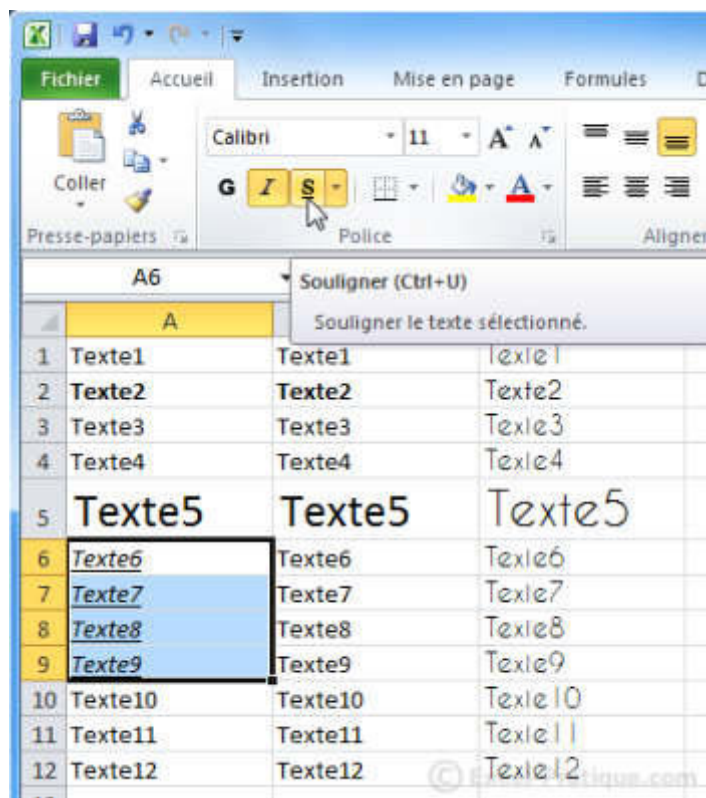 Fichier Accueil Insertion Mise en page Formules D
Calibri 11 A A
Coller G I S A
Presse-papiers Police Aligner
A6
Souligner (Ctrl+U)
Souligner le texte sélectionné.
A
1 Texte1 Texte1 Texte1
2 Texte2 Texte2 Texte2
3 Texte3 Texte3 Texte3
4 Texte4 Texte4 Texte4
5 Texte5 Texte5 Texte5
6 Texte6 Texte6 Texte6
7 Texte7 Texte7 Texte7
8 Texte8 Texte8 Texte8
9 Texte9 Texte9 Texte9
10 Texte10 Texte10 Texte10
11 Texte11 Texte11 Texte11
12 Texte12 Texte12 Texte12
© Excel-Pratique.com